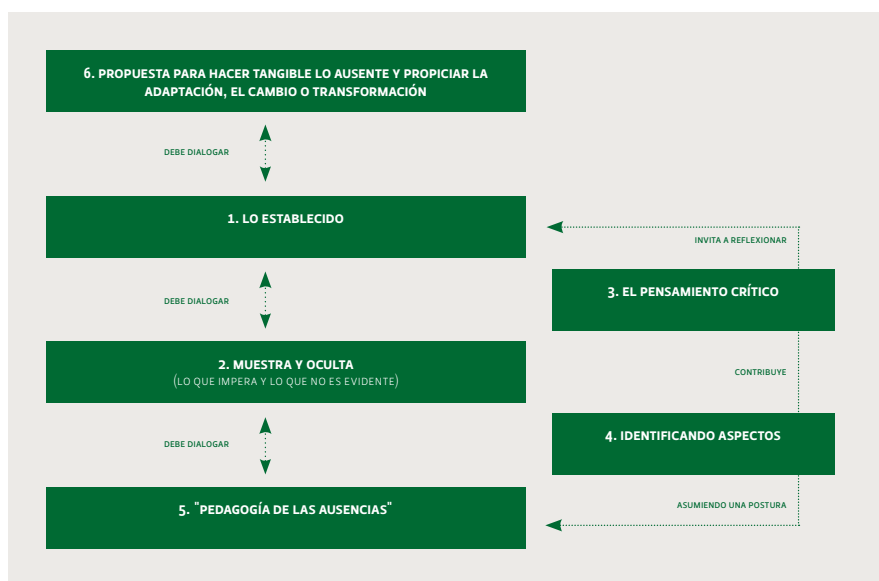 6. PROPUESTA PARA HACER TANGIBLE LO AUSENTE Y PROPICIAR LA
ADAPTACIÓN, EL CAMBIO O TRANSFORMACIÓN
DEBE DIALOGAR
1. LO ESTABLECIDO
INVITA A REFLEXIONAR
DEBE DIALOGAR
3. EL PENSAMIENTO CRÍTICO
2. MUESTRA Y OCULTA
(LO QUE IMPERA Y LO QUE NO ES EVIDENTE)
CONTRIBUYE
DEBE DIALOGAR
4. IDENTIFICANDO ASPECTOS
5. "PEDAGOGÍA DE LAS AUSENCIAS"
ASUMIENDO UNA POSTURA